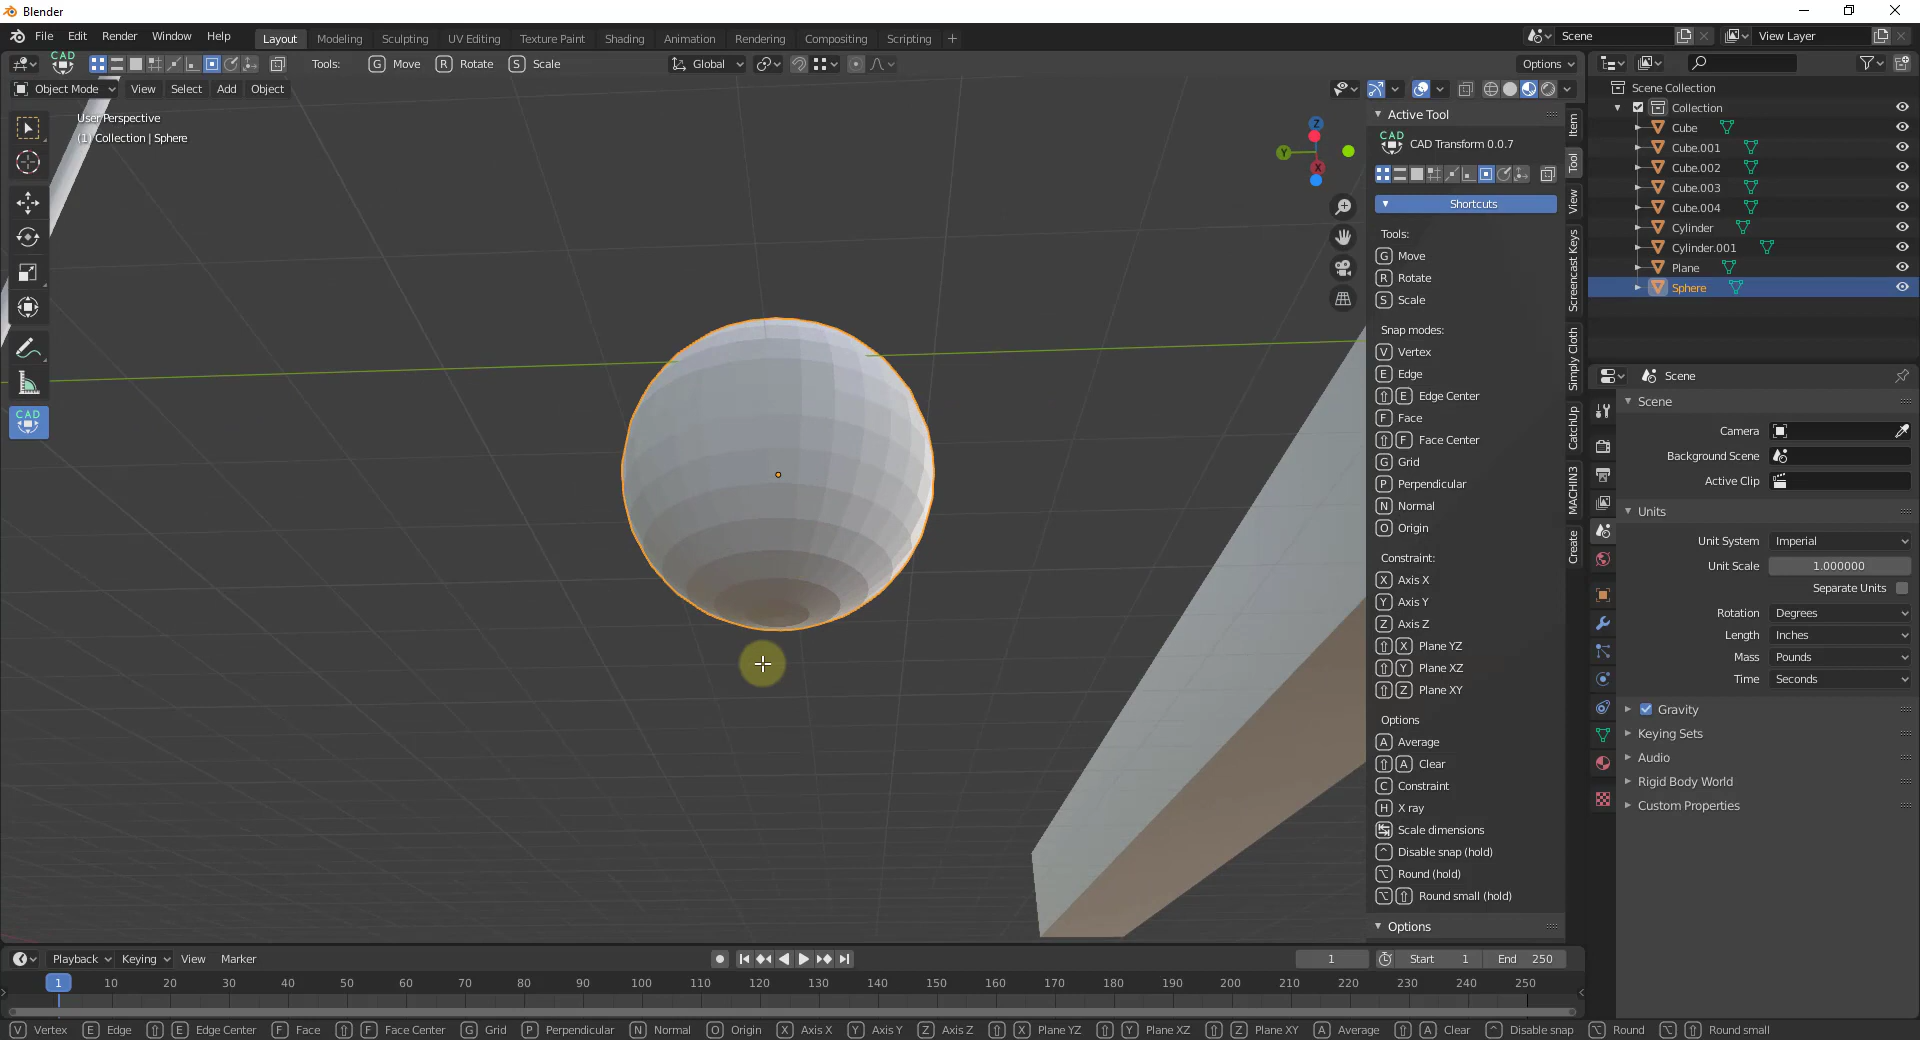 Blender
File Edit Render Window Help Layout Modeling Sculpting UV Editing Texture Paint Shading Animation Rendering Compositing Scripting + Scene View Layer
CAD Tools: G Move R Rotate S Scale Global Options
Object Mode View Select Add Object
User Perspective
(1) Collection | Sphere
Z
Y
X
CAD
Active Tool
CAD
CAD Transform 0.0.7
Shortcuts
Tools:
G Move
R Rotate
S Scale
Snap modes:
V Vertex
E Edge
E Edge Center
F Face
F Face Center
G Grid
P Perpendicular
N Normal
O Origin
Constraint:
X Axis X
Y Axis Y
Z Axis Z
X Plane YZ
Y Plane XZ
Z Plane XY
Options
A Average
A Clear
C Constraint
H X ray
Scale dimensions
^ Disable snap (hold)
Round (hold)
Round small (hold)
Options
Item
Tool
View
Screencast Keys
Simply Cloth
CatchUp
MACHIN3
Create
Scene Collection
Collection
Cube
Cube.001
Cube.002
Cube.003
Cube.004
Cylinder
Cylinder.001
Plane
Sphere
Scene
Scene
Camera
Background Scene
Active Clip
Units
Unit System Imperial
Unit Scale 1.000000
Separate Units
Rotation Degrees
Length Inches
Mass Pounds
Time Seconds
Gravity
Keying Sets
Audio
Rigid Body World
Custom Properties
Playback Keying View Marker 1 Start 1 End 250
1 10 20 30 40 50 60 70 80 90 100 110 120 130 140 150 160 170 180 190 200 210 220 230 240 250
V Vertex E Edge E Edge Center F Face F Face Center G Grid P Perpendicular N Normal O Origin X Axis X Y Axis Y Z Axis Z X Plane YZ Y Plane XZ Z Plane XY A Average A Clear ^ Disable snap Round Round small